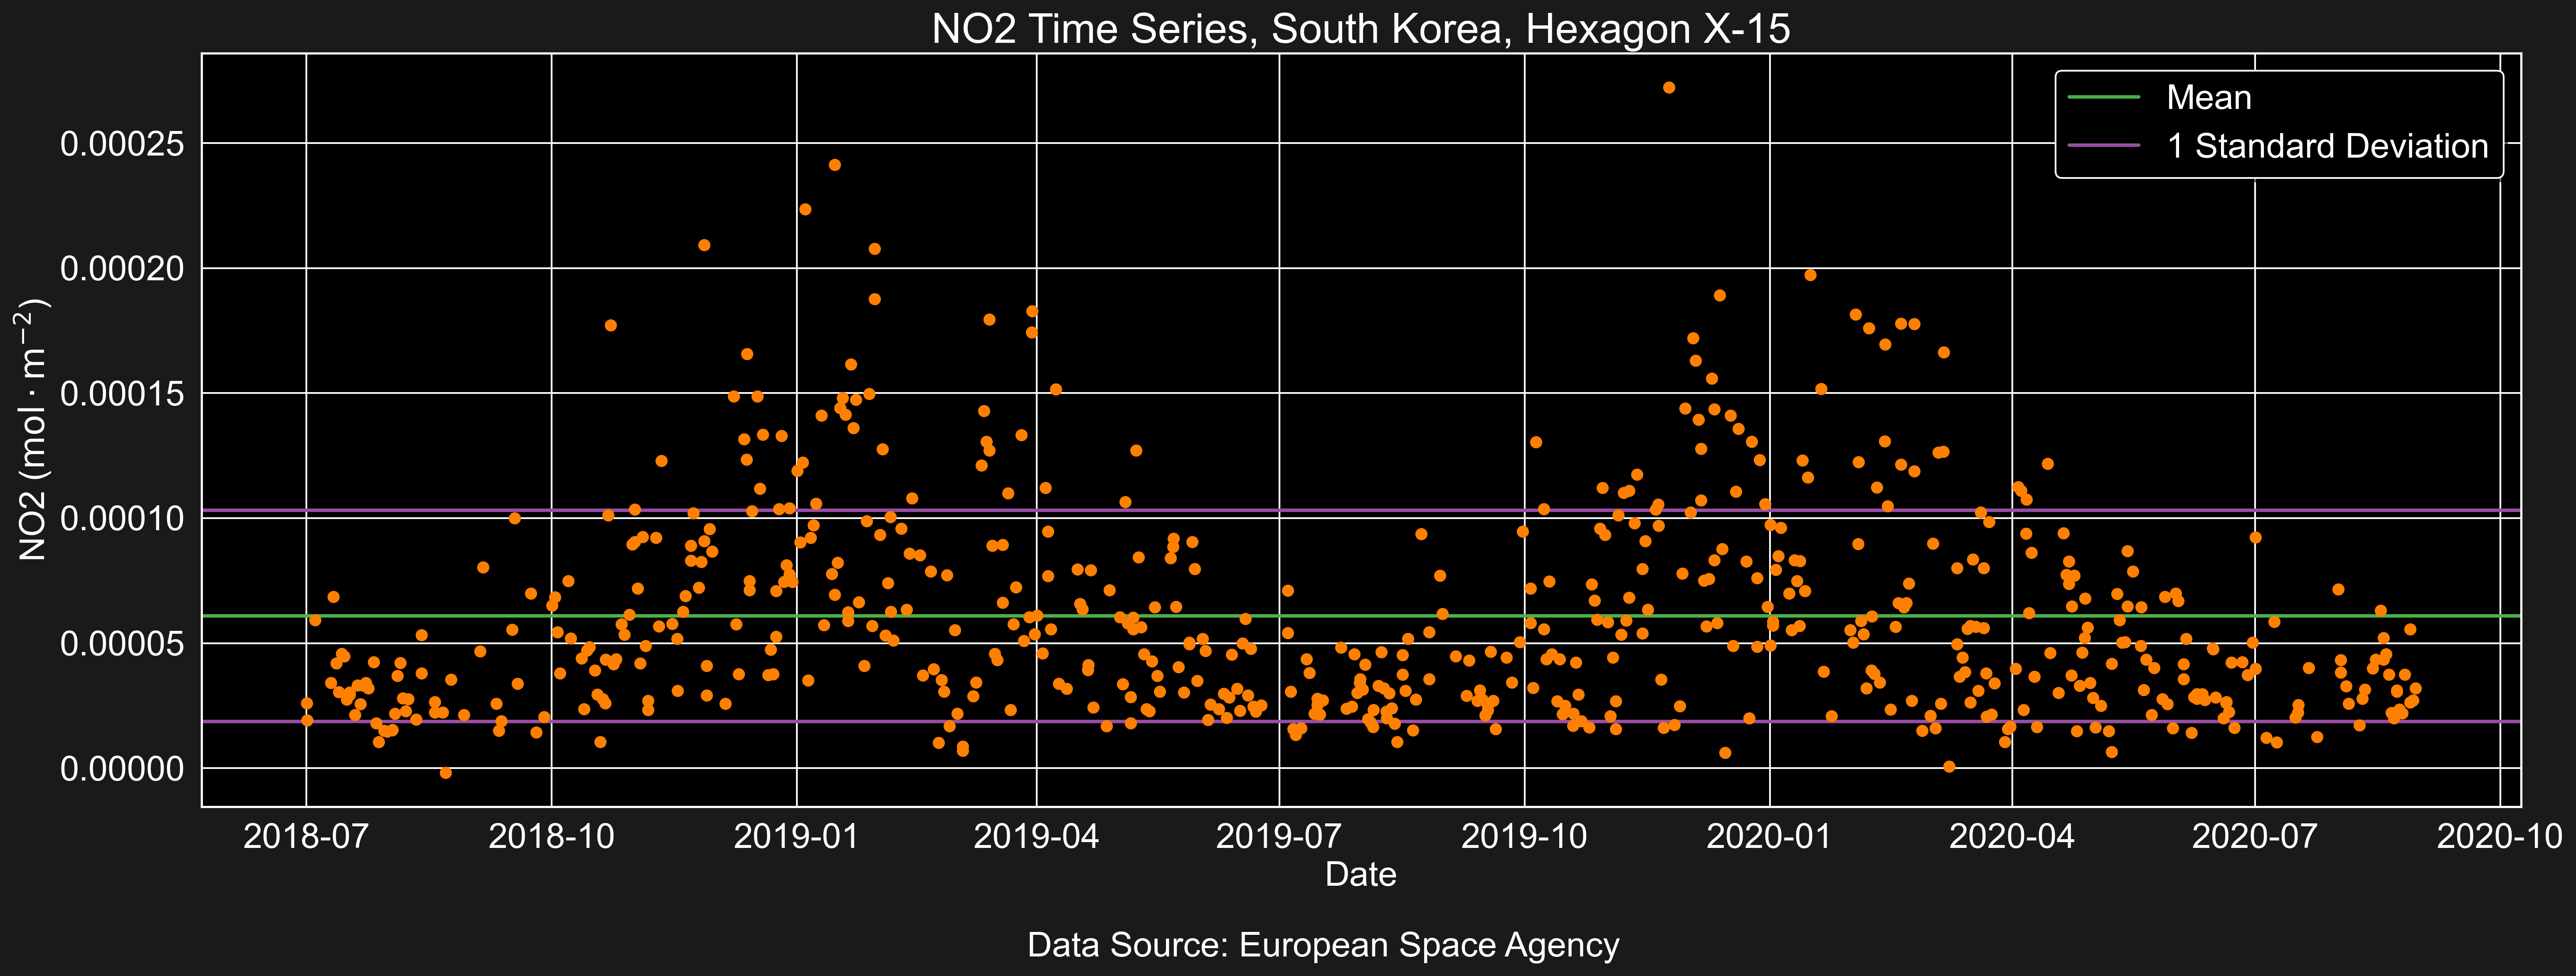 NO2 Time Series, South Korea, Hexagon X-15
Mean
1 Standard Deviation
NO2 (mol · m⁻²)
0.00025
0.00020
0.00015
0.00010
0.00005
0.00000
2018-07 2018-10 2019-01 2019-04 2019-07 2019-10 2020-01 2020-04 2020-07 2020-10
Date
Data Source: European Space Agency